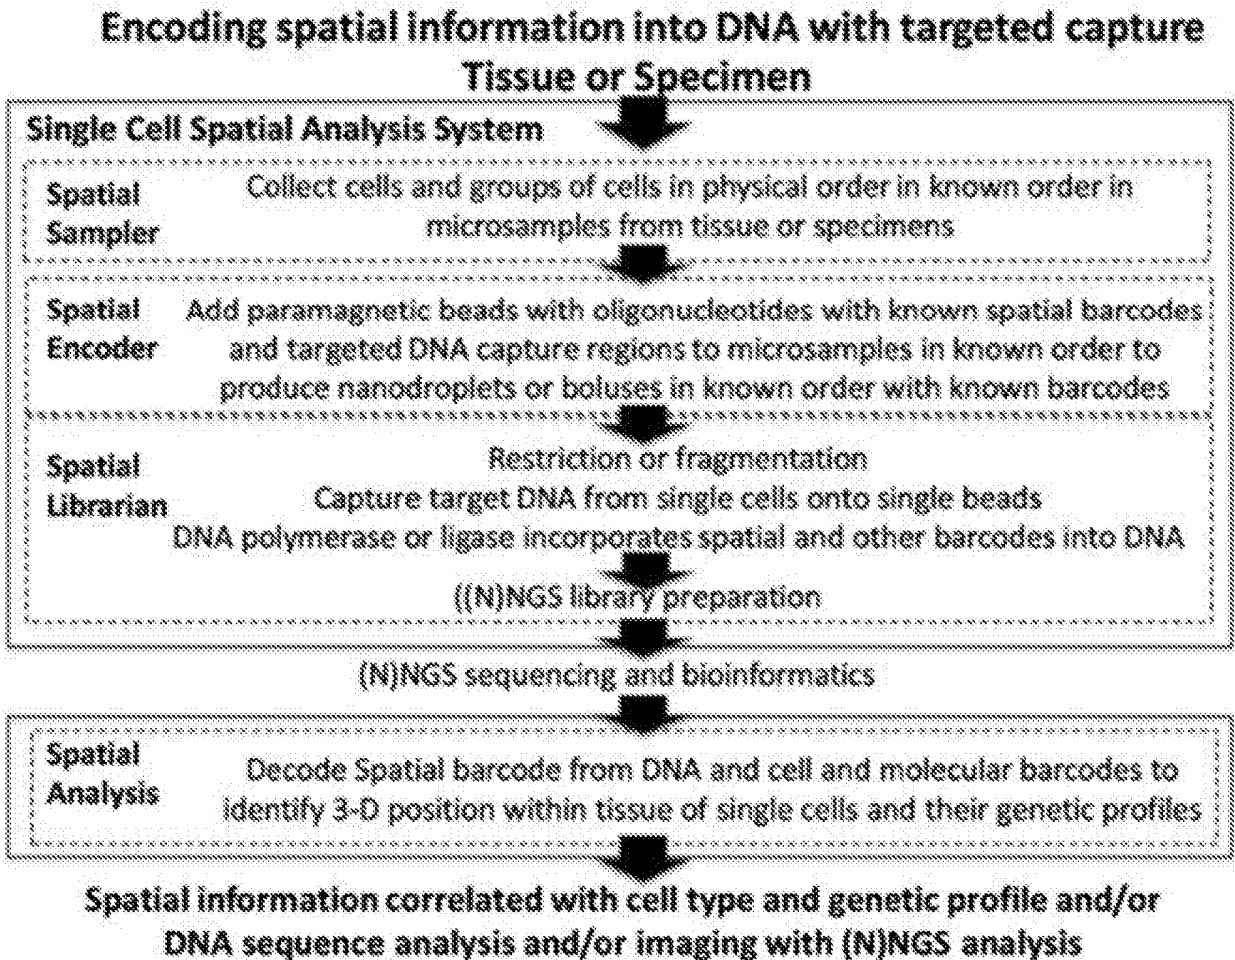 Encoding spatial information into DNA with targeted capture
Tissue or Specimen
Single Cell Spatial Analysis System
Spatial
Sampler
Collect cells and groups of cells in physical order in known order in
microsamples from tissue or specimens
Spatial
Encoder
Add paramagnetic beads with oligonucleotides with known spatial barcodes
and targeted DNA capture regions to microsamples in known order to
produce nanodroplets or boluses in known order with known barcodes
Spatial
Librarian
Restriction or fragmentation
Capture target DNA from single cells onto single beads
DNA polymerase or ligase incorporates spatial and other barcodes into DNA
((N)NGS library preparation
(N)NGS sequencing and bioinformatics
Spatial
Analysis
Decode Spatial barcode from DNA and cell and molecular barcodes to
identify 3-D position within tissue of single cells and their genetic profiles
Spatial information correlated with cell type and genetic profile and/or
DNA sequence analysis and/or imaging with (N)NGS analysis